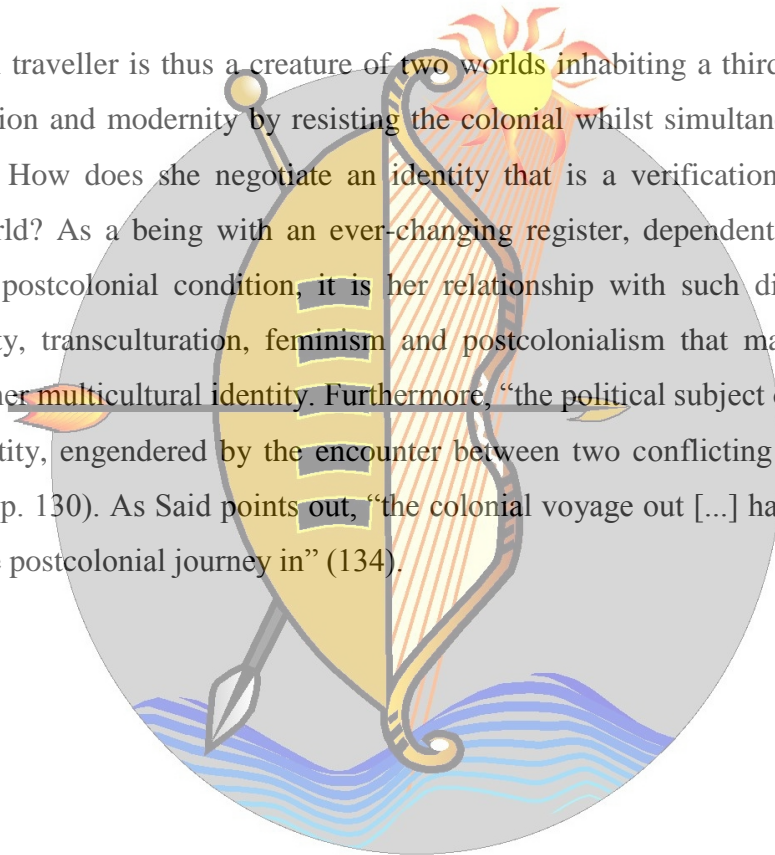 traveller is thus a creature of two worlds inhabiting a third
ion and modernity by resisting the colonial whilst simultan
How does she negotiate an identity that is a verification
rld? As a being with an ever-changing register, dependent
postcolonial condition, it is her relationship with such di
ty, transculturation, feminism and postcolonialism that ma
her multicultural identity. Furthermore, “the political subject
tity, engendered by the encounter between two conflicting
p. 130). As Said points out, “the colonial voyage out [...] ha
e postcolonial journey in” (134).